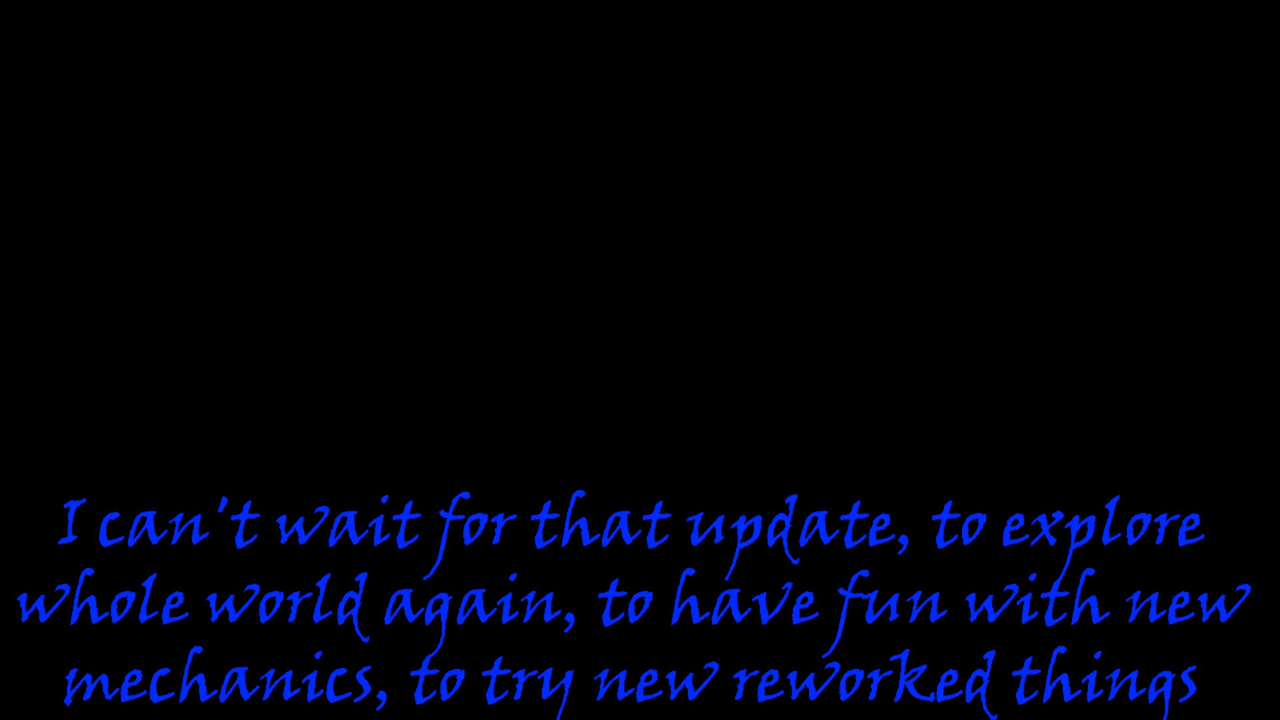 I can't wait for that update, to explore
whole world again, to have fun with new
mechanics, to try new reworked things